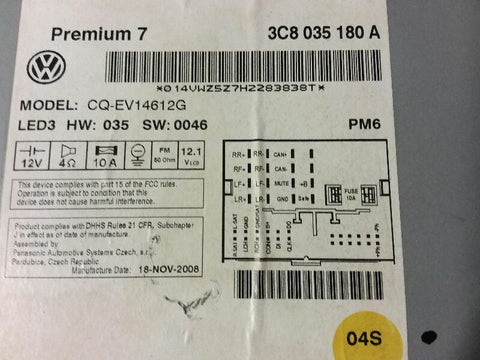 Premium 7
3C8 035 180 A
*014VWZ5Z7H2283838T*
MODEL: CQ-EV14612G
LED3 HW: 035 SW: 0046
PM6
12V
4Ω
10A
FM
50 Ohm
12.1
VLCD
This device complies with part 15 of the FCC rules.
Operation is subject to condition that this
device does not cause harmful interference.
Product complies with DHHS Rules 21 CFR, Subchapter
J in effect as of date of manufacture.
Assembled by
Panasonic Automotive Systems Czech, s.r.o.
Pardubice, Czech Republic
Manufacture Date: 18-NOV-2008
RR+ RR- CAN+
RF+ RF- CAN-
LF+ LF- MUTE +B
LR+ LR- GND Safe
FUSE
10A
04S